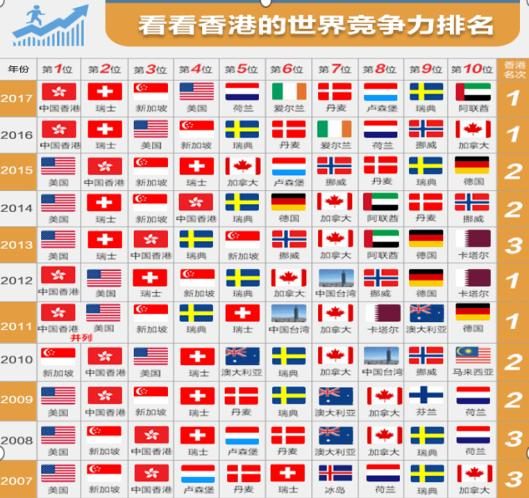 看看香港的世界竞争力排名
年份 第1位 第2位 第3位 第4位 第5位 第6位 第7位 第8位 第9位 第10位 香港名次
2017 中国香港 瑞士 新加坡 美国 荷兰 爱尔兰 丹麦 卢森堡 瑞典 阿联酋 1
2016 中国香港 瑞士 美国 新加坡 瑞典 丹麦 爱尔兰 荷兰 挪威 加拿大 1
2015 美国 中国香港 新加坡 瑞士 加拿大 卢森堡 挪威 丹麦 瑞典 德国 2
2014 美国 瑞士 新加坡 中国香港 瑞典 德国 加拿大 阿联酋 丹麦 挪威 2
2013 美国 瑞士 中国香港 瑞典 新加坡 挪威 加拿大 阿联酋 德国 卡塔尔 3
2012 中国香港 美国 瑞士 新加坡 瑞典 加拿大 中国台湾 挪威 德国 卡塔尔 1
2011 中国香港 美国 新加坡 瑞典 瑞士 中国台湾 加拿大 卡塔尔 澳大利亚 德国 1
并列
2010 新加坡 中国香港 美国 瑞士 澳大利亚 瑞典 加拿大 中国台湾 挪威 马来西亚 2
2009 美国 中国香港 新加坡 瑞士 丹麦 瑞典 澳大利亚 加拿大 芬兰 荷兰 2
2008 美国 新加坡 中国香港 瑞士 卢森堡 丹麦 澳大利亚 加拿大 瑞典 荷兰 3
2007 美国 新加坡 中国香港 卢森堡 丹麦 瑞士 冰岛 荷兰 瑞典 加拿大 3